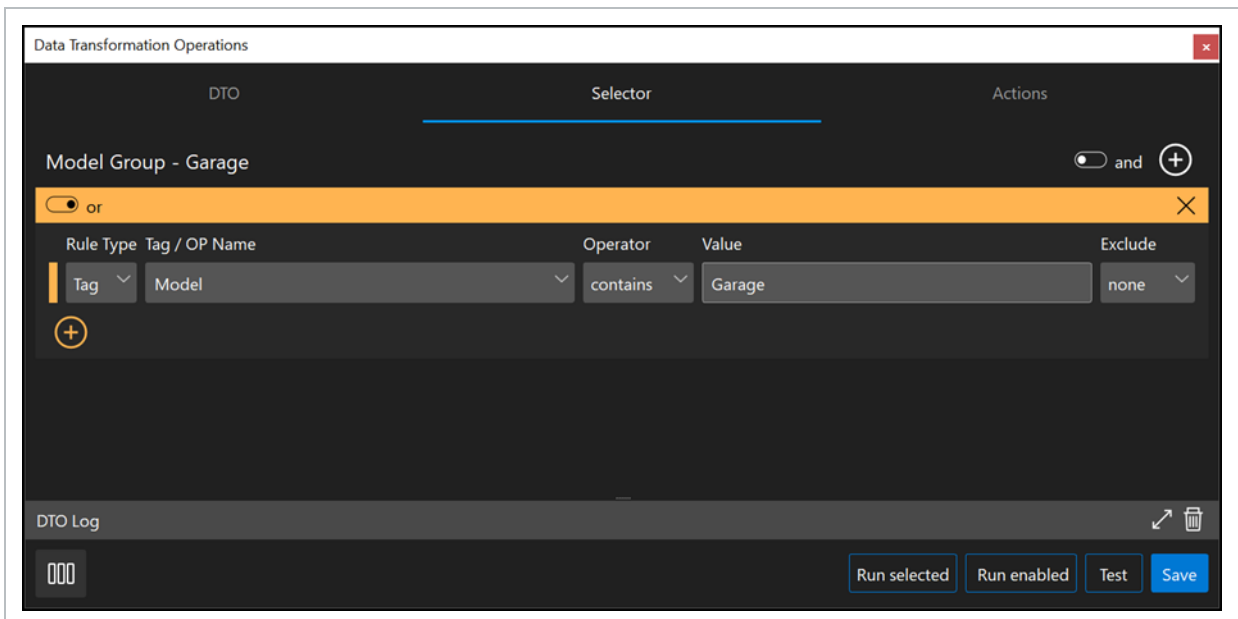 Data Transformation Operations
DTO Selector Actions
Model Group - Garage and
or
Rule Type Tag / OP Name Operator Value Exclude
Tag Model contains Garage none
DTO Log
Run selected Run enabled Test Save